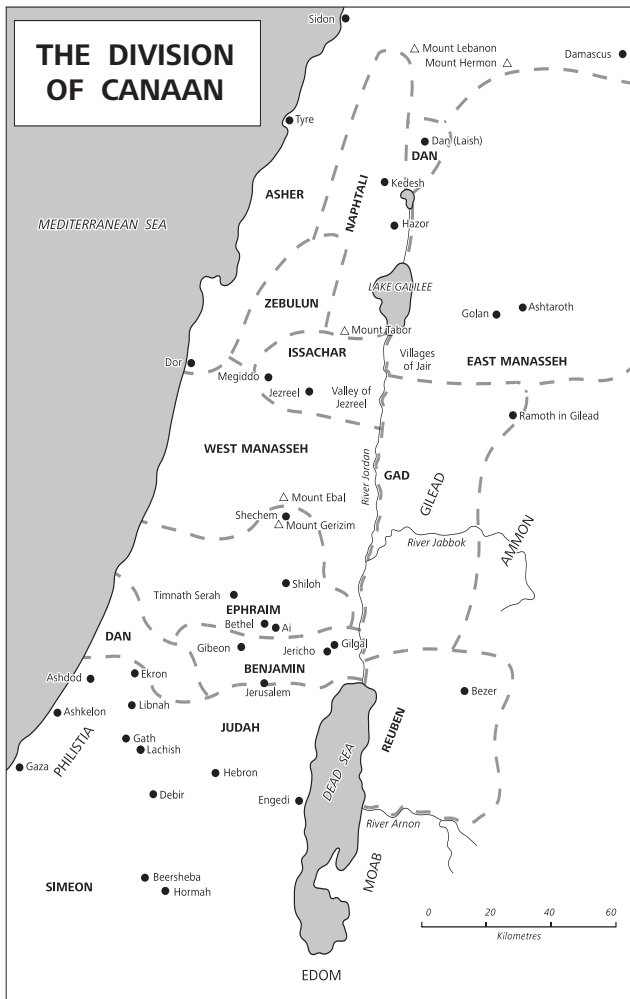 THE DIVISION
OF CANAAN
Sidon
Mount Lebanon
Mount Hermon
Damascus
Tyre
Dan (Laish)
DAN
Kedesh
ASHER
NAPHTALI
Hazor
MEDITERRANEAN SEA
LAKE GALILEE
ZEBULUN
Ashtaroth
Golan
Mount Tabor
ISSACHAR
Villages
of Jair
EAST MANASSEH
Dor
Megiddo
Jezreel
Valley of
Jezreel
Ramoth in Gilead
WEST MANASSEH
River Jordan
GAD
GILEAD
Mount Ebal
Shechem
Mount Gerizim
River Jabbok
AMMON
Shiloh
Timnath Serah
EPHRAIM
Bethel
Ai
DAN
Gibeon
Jericho
Gilgal
BENJAMIN
Jerusalem
Ashdod
Ekron
Bezer
Libnah
Ashkelon
PHILISTIA
JUDAH
REUBEN
Gath
Lachish
Gaza
Hebron
DEAD SEA
Debir
Engedi
River Arnon
MOAB
Beersheba
SIMEON
Hormah
0 20 40 60
Kilometres
EDOM